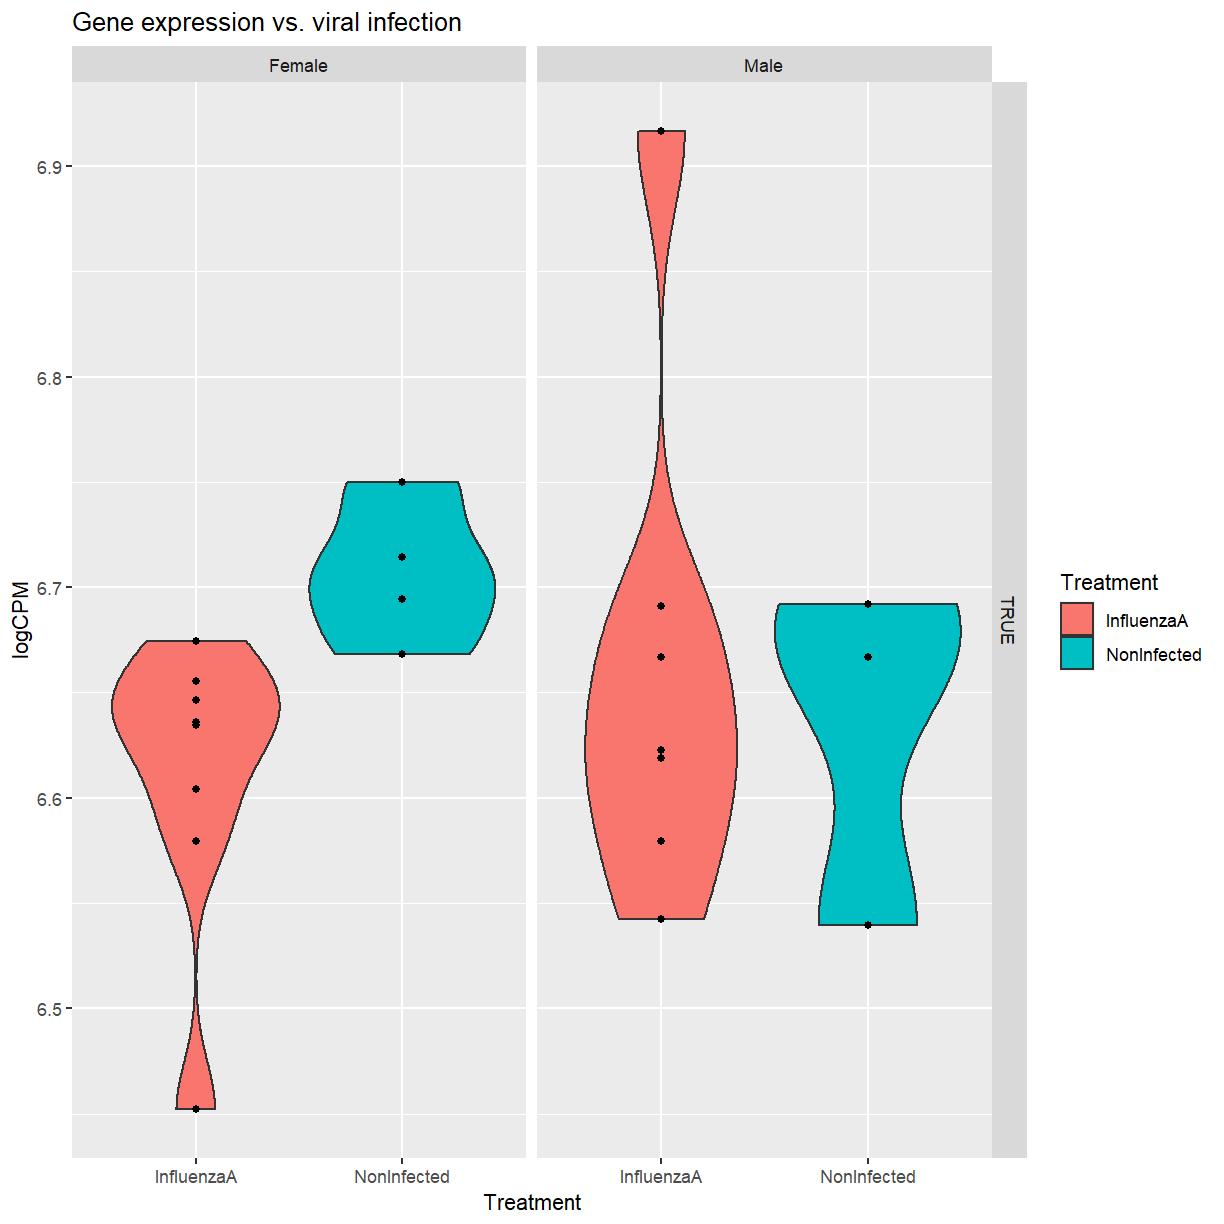 Gene expression vs. viral infection
Female
Male
6.9
6.8
6.7
6.6
6.5
logCPM
TRUE
InfluenzaA
NonInfected
InfluenzaA
NonInfected
Treatment
Treatment
InfluenzaA
NonInfected